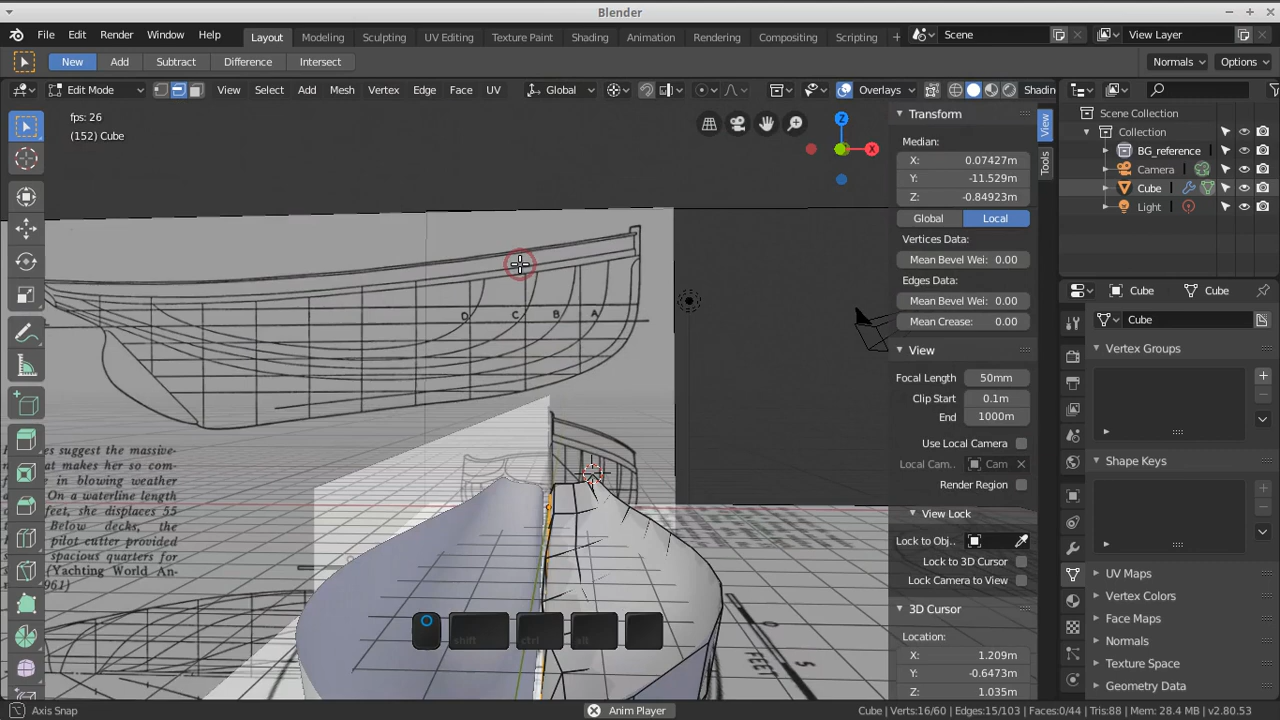 Blender
File Edit Render Window Help Layout Modeling Sculpting UV Editing Texture Paint Shading Animation Rendering Compositing Scripting + Scene View Layer
New Add Subtract Difference Intersect Normals Options
Edit Mode View Select Add Mesh Vertex Edge Face UV Global Overlays Shadin
fps: 26
(152) Cube
Z
X
D C B A
es suggest the massive-
at makes her so com-
in blowing weather
On a waterline length
feet, she displaces
Below decks, the
pilot cutter provided
spacious quarters for
(Yachting World An-
961)
FEET
shift ctrl alt
Transform
Median:
X: 0.07427m
Y: -11.529m
Z: -0.84923m
Global Local
Vertices Data:
Mean Bevel Wei: 0.00
Edges Data:
Mean Bevel Wei: 0.00
Mean Crease: 0.00
View
Focal Length 50mm
Clip Start 0.1m
End 1000m
Use Local Camera
Local Cam.. Cam
Render Region
View Lock
Lock to Obj..
Lock to 3D Cursor
Lock Camera to View
3D Cursor
Location:
X: 1.209m
Y: -0.6473m
Z: 1.035m
View
Tools
Scene Collection
Collection
BG_reference
Camera
Cube
Light
Cube Cube
Cube
Vertex Groups
Shape Keys
UV Maps
Vertex Colors
Face Maps
Normals
Texture Space
Geometry Data
Axis Snap Anim Player Cube | Verts:16/60 | Edges:15/103 | Faces:0/44 | Tris:88 | Mem: 28.4 MB | v2.80.53